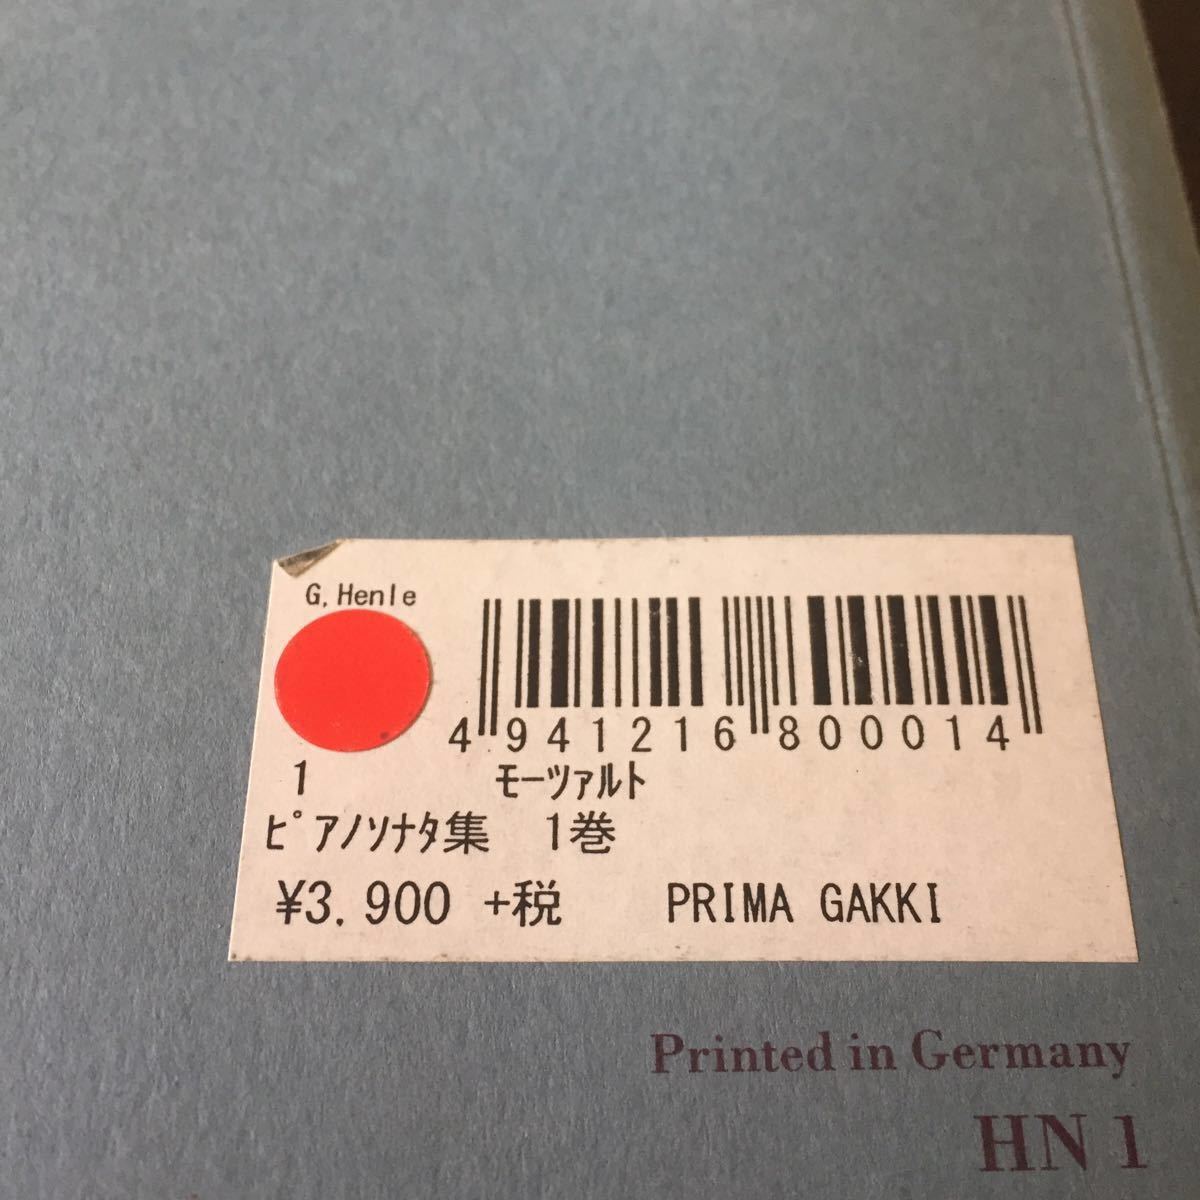 G,Henle
4 941216 800014
1 ﾓｰﾂｧﾙﾄ
ﾋﾟｱﾉｿﾅﾀ集 1巻
¥3,900 +税 PRIMA GAKKI
Printed in Germany
HN 1